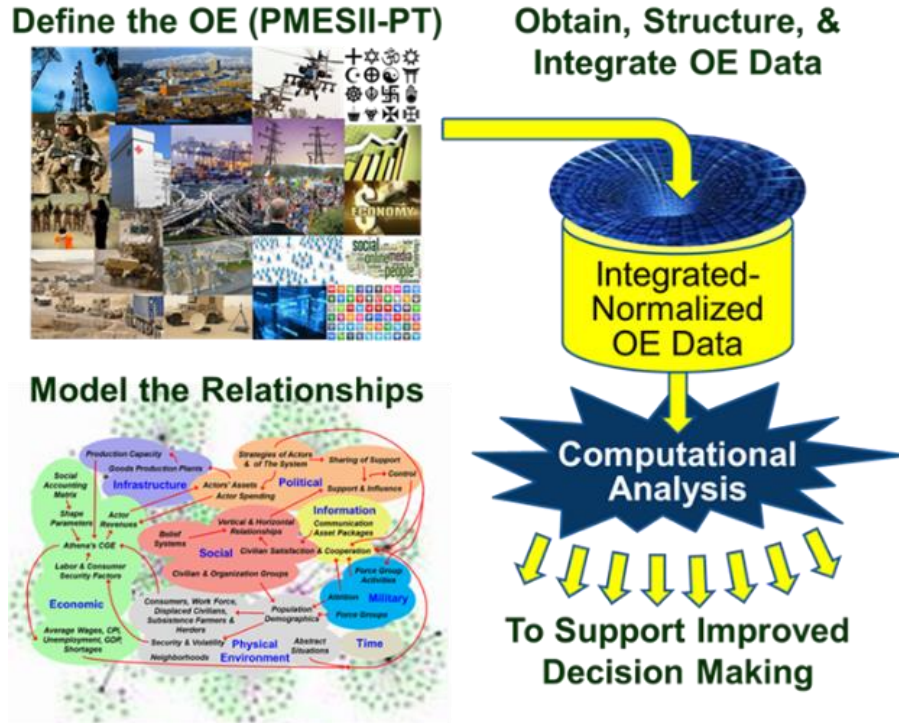 Define the OE (PMESII-PT)
ECONOMY
social
online media
people
Obtain, Structure, &
Integrate OE Data
Integrated-
Normalized
OE Data
Computational
Analysis
To Support Improved
Decision Making
Model the Relationships
Production Capacity
Goods Production Plants
Infrastructure
Social
Accounting
Matrix
Shape
Parameters
Actor
Revenues
Athena's CGE
Labor & Consumer
Security Factors
Economic
Average Wages, CPI,
Unemployment, GDP,
Shortages
Strategies of Actors
& of The System
Sharing of Support
Control
Actors' Assets
Political
Actor Spending
Support & Influence
Information
Communication
Asset Packages
Vertical & Horizontal
Relationships
Belief
Systems
Social
Civilian Satisfaction & Cooperation
Civilian & Organization Groups
Force Group
Activities
Attrition
Military
Force Groups
Consumers, Work Force,
Displaced Civilians,
Subsistence Farmers &
Herders
Population
Demographics
Security & Volatility
Physical
Environment
Neighborhoods
Abstract
Situations
Time